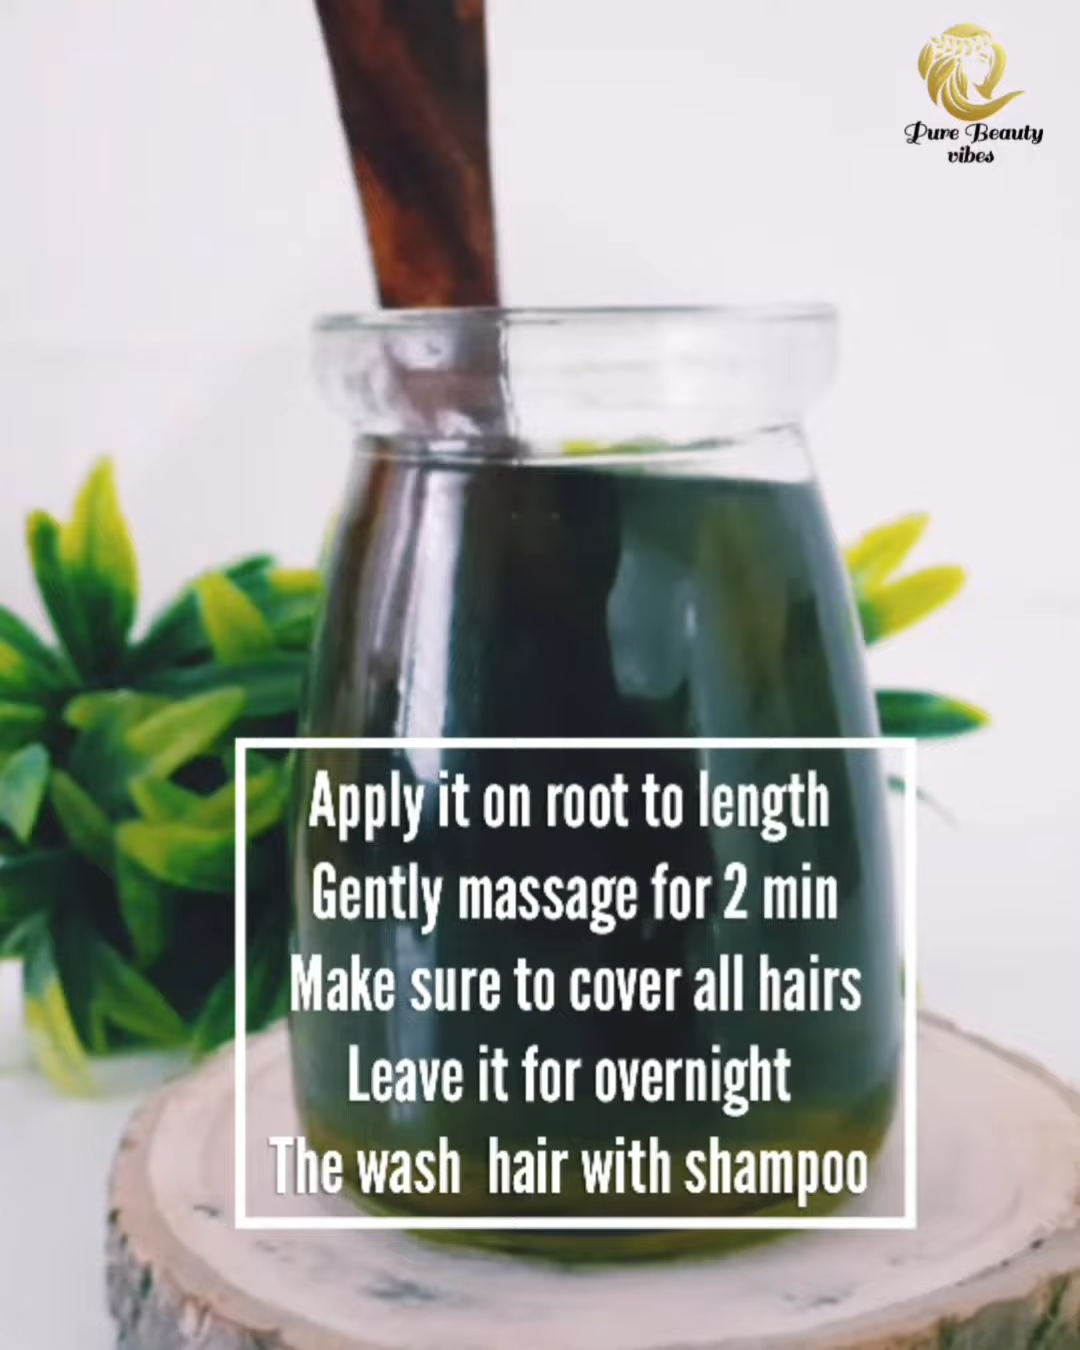 Pure Beauty
vibes
Apply it on root to length
Gently massage for 2 min
Make sure to cover all hairs
Leave it for overnight
The wash hair with shampoo